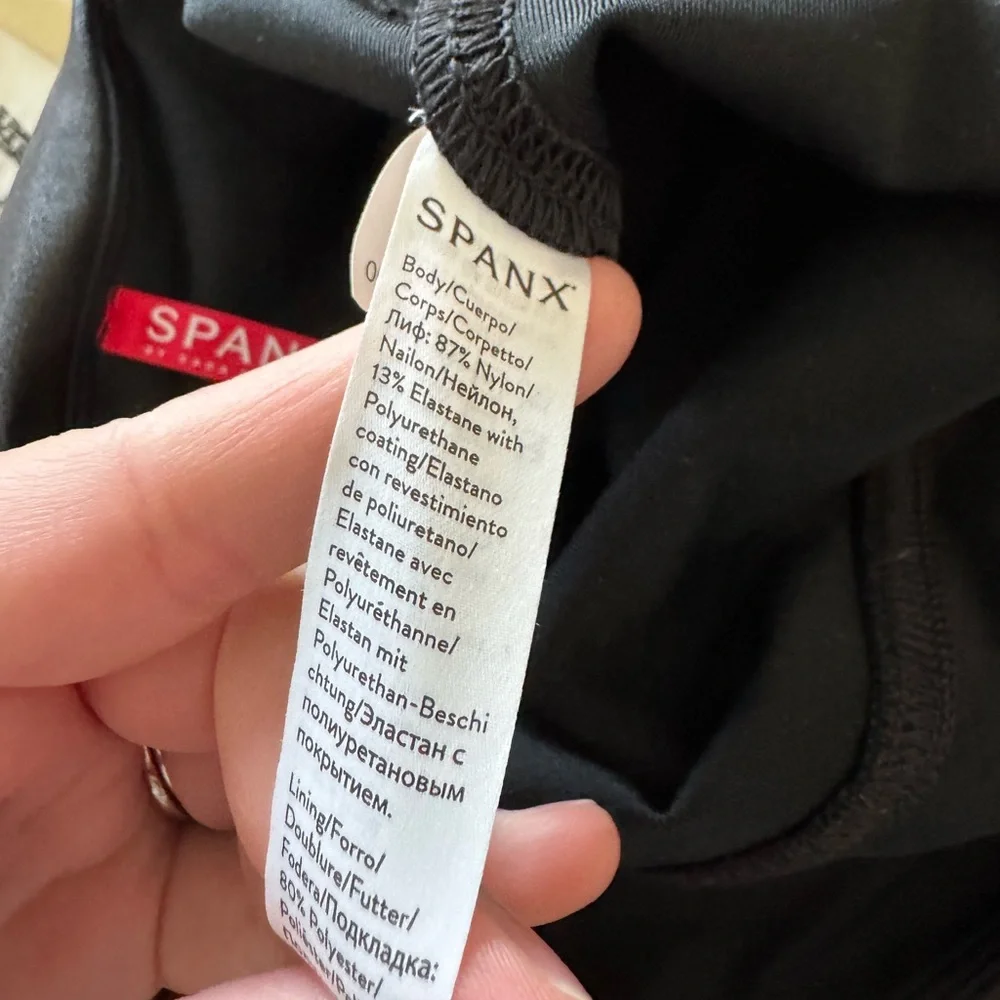 SPANX
Body/Cuerpo/
Corps/Corpetto/
Лиф: 87% Nylon/
Nailon/Нейлон,
13% Elastane with
Polyurethane
coating/Elastano
con revestimiento
de poliuretano/
Elastane avec
revêtement en
Polyuréthanne/
Elastan mit
Polyurethan-Beschi
chtung/Эластан с
полиуретановым
покрытием.
Lining/Forro/
Doublure/Futter/
Fodera/Подкладка:
80% Polyester/
0
SPAN